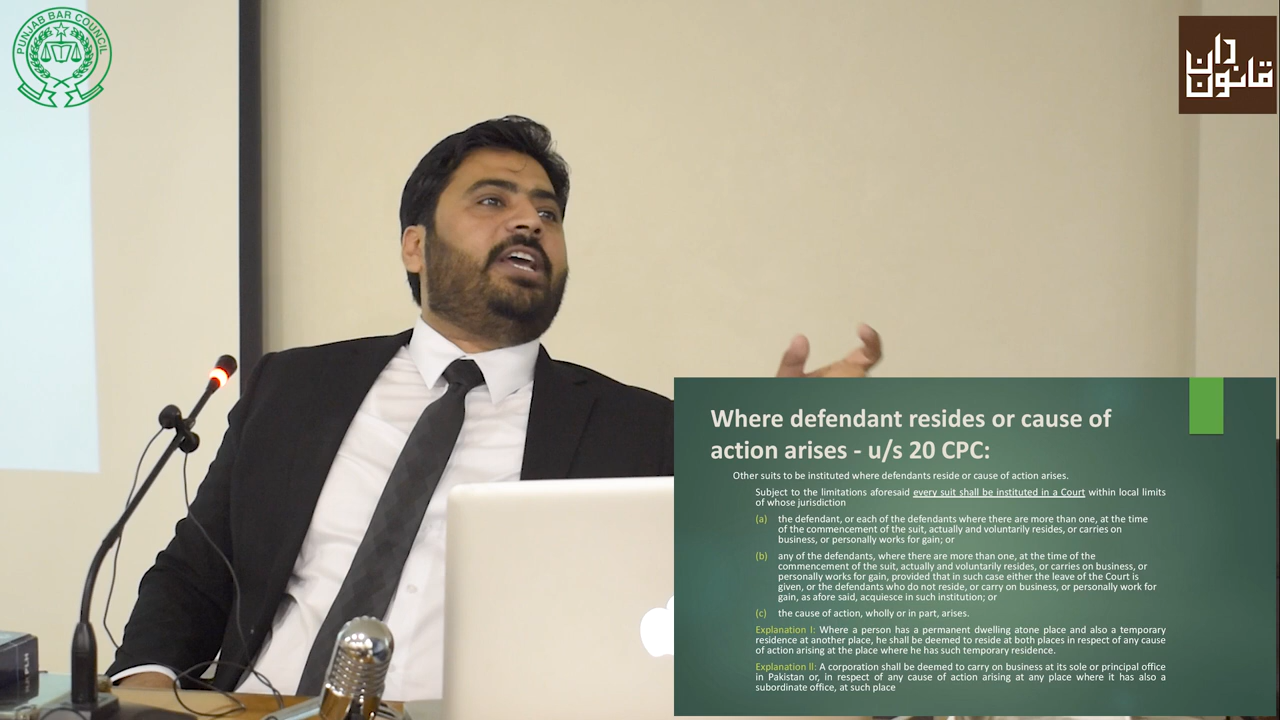 PUNJAB BAR COUNCIL
قانون دان
Where defendant resides or cause of
action arises - u/s 20 CPC:
Other suits to be instituted where defendants reside or cause of action arises.
Subject to the limitations aforesaid every suit shall be instituted in a Court within local limits
of whose jurisdiction
(a) the defendant, or each of the defendants where there are more than one, at the time
of the commencement of the suit, actually and voluntarily resides, or carries on
business, or personally works for gain; or
(b) any of the defendants, where there are more than one, at the time of the
commencement of the suit, actually and voluntarily resides, or carries on business, or
personally works for gain, provided that in such case either the leave of the Court is
given, or the defendants who do not reside, or carry on business, or personally work for
gain, as afore said, acquiesce in such institution; or
(c) the cause of action, wholly or in part, arises.
Explanation I: Where a person has a permanent dwelling atone place and also a temporary
residence at another place, he shall be deemed to reside at both places in respect of any cause
of action arising at the place where he has such temporary residence.
Explanation II: A corporation shall be deemed to carry on business at its sole or principal office
in Pakistan or, in respect of any cause of action arising at any place where it has also a
subordinate office, at such place